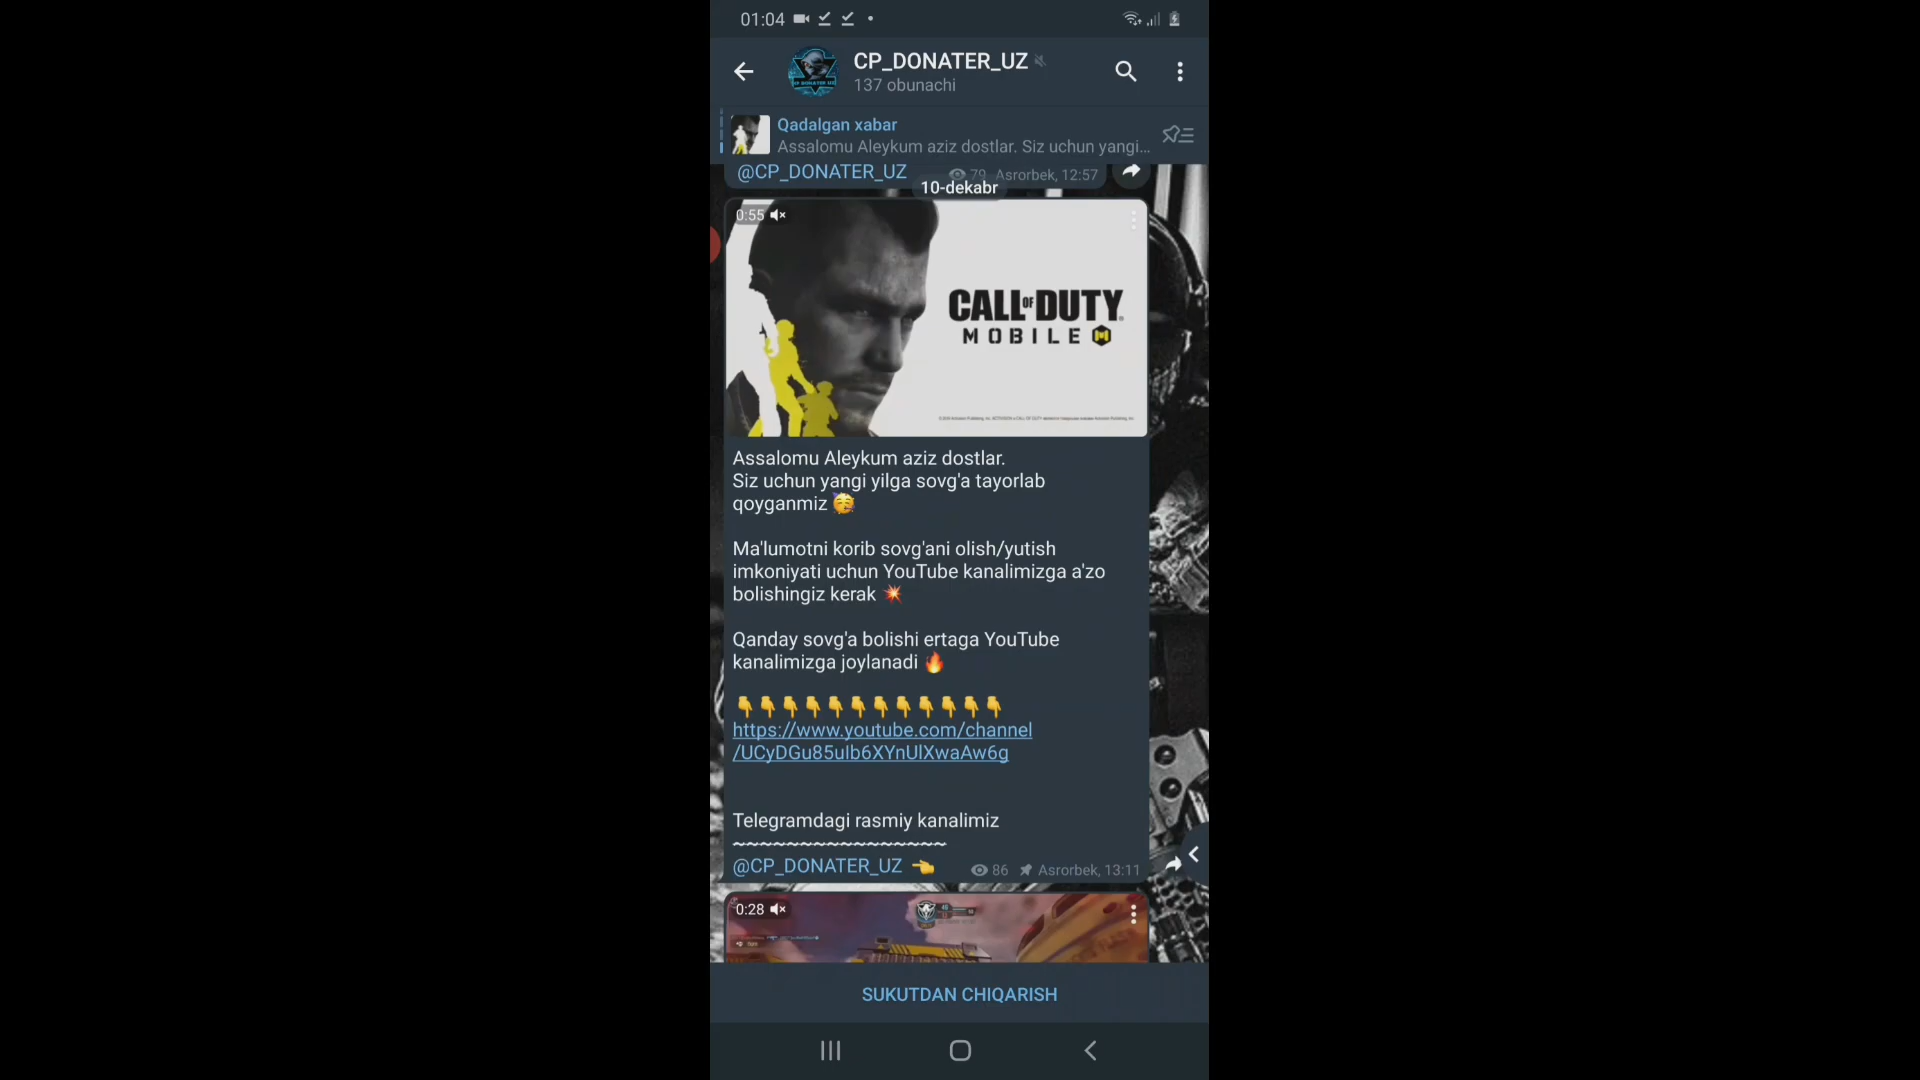 01:04
CP_DONATER_UZ
137 obunachi
Qadalgan xabar
Assalomu Aleykum aziz dostlar. Siz uchun yangi...
@CP_DONATER_UZ
79 Asrorbek, 12:57
10-dekabr
0:55
CALL OF DUTY
MOBILE
Assalomu Aleykum aziz dostlar.
Siz uchun yangi yilga sovg'a tayorlab
qoyganmiz 🥳
Ma'lumotni korib sovg'ani olish/yutish
imkoniyati uchun YouTube kanalimizga a'zo
bolishingiz kerak 💥
Qanday sovg'a bolishi ertaga YouTube
kanalimizga joylanadi 🔥
👇👇👇👇👇👇👇👇👇👇👇👇
https://www.youtube.com/channel
/UCyDGu85uIb6XYnUlXwaAw6g
Telegramdagi rasmiy kanalimiz
~~~~~~~~~~~~~~~~
@CP_DONATER_UZ 👈
86 Asrorbek, 13:11
0:28
SUKUTDAN CHIQARISH